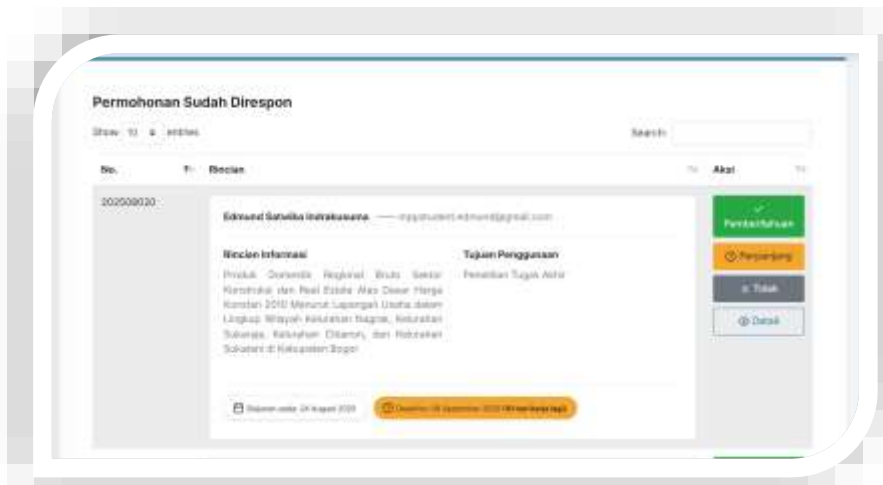 Permohonan Sudah Direspon
Show 10 entries
Search:
No.
Rincian
Aksi
Edmund Satwika Indrakusuma
Pemberitahuan
Rincian Informasi
Tujuan Penggunaan
Perpanjang
Produk Domestik Regional Bruto Sektor
Penelitian Tugas Akhir
Konstruksi dan Real Estate Atas Dasar Harga
Tolak
Konstan 2010 Menurut Lapangan Usaha dalam
Lingkup Wilayah Kelurahan Nagrak, Kelurahan
Detail
Sukaraja, Kelurahan Cibanon, dan Kelurahan
di Kabupaten Bogor
August
September